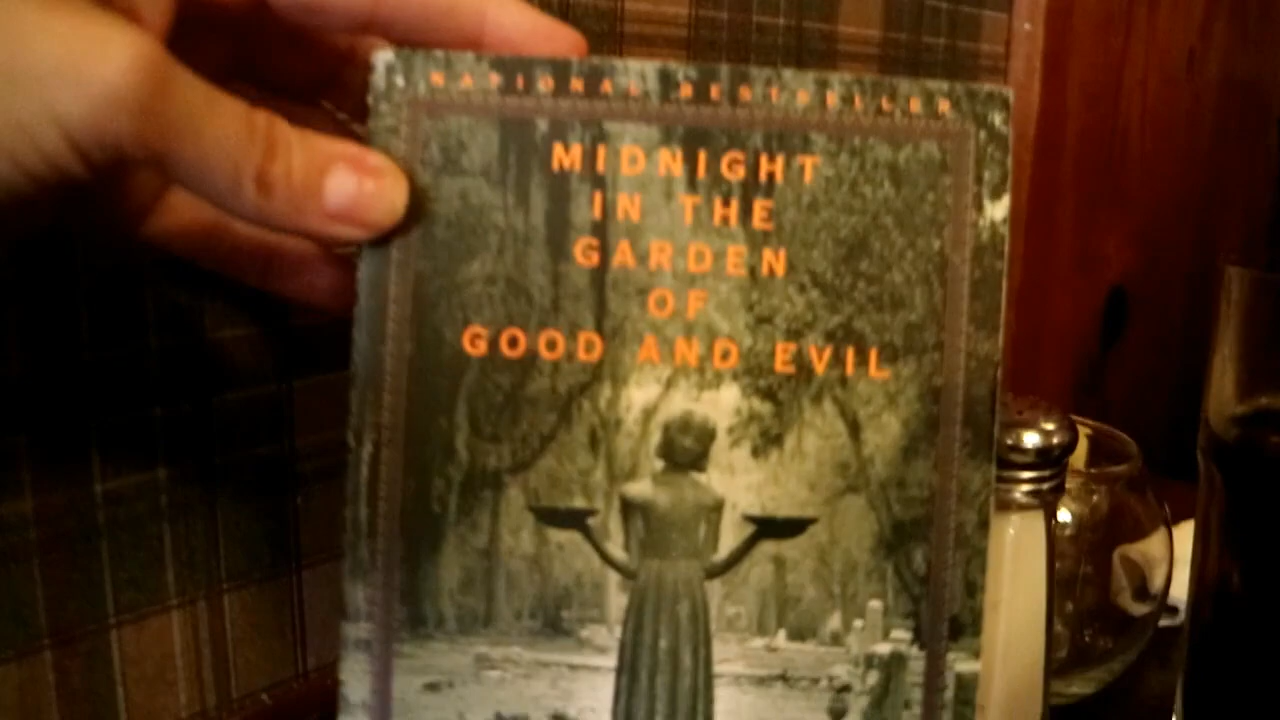 NATIONAL BESTSELLER
MIDNIGHT
IN THE
GARDEN
OF
GOOD AND EVIL